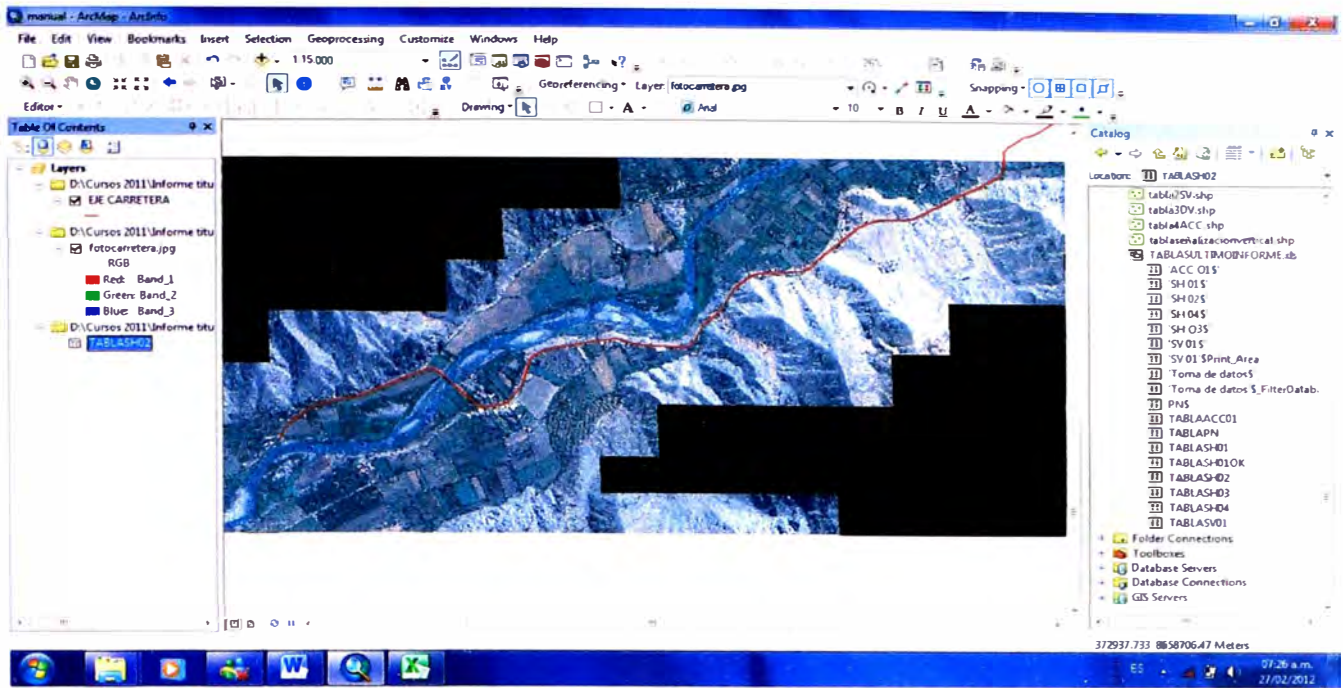 manual - ArcMap - ArcInfo
File Edit View Bookmarks Insert Selection Geoprocessing Customize Windows Help
1:15.000
Georeferencing Layer: fotocarretera.jpg
Snapping
Editor
Drawing
A
Arial
10
B I U A
Table Of Contents
Layers
D:\Cursos 2011\Informe titu
EJE CARRETERA
D:\Cursos 2011\Informe titu
fotocarretera.jpg
RGB
Red: Band_1
Green: Band_2
Blue: Band_3
D:\Cursos 2011\Informe titu
TABLASH02
Catalog
Location: TABLASH02
tabla2SV.shp
tabla3DV.shp
tabla4ACC.shp
tablaseñalizacionvertical.shp
TABLASULTIMOINFORME.xls
'ACC 01$'
'SH 01$'
'SH 02$'
'SH 04$'
'SH O3$'
'SV 01$'
'SV 01 $Print_Area
'Toma de datos$
'Toma de datos $_FilterDatab.
PN$
TABLAACC01
TABLAPN
TABLASH01
TABLASH01OK
TABLASH02
TABLASH03
TABLASH04
TABLASV01
Folder Connections
Toolboxes
Database Servers
Database Connections
GIS Servers
372937.733 8658706.47 Meters
ES
07:26 a.m.
27/02/2012